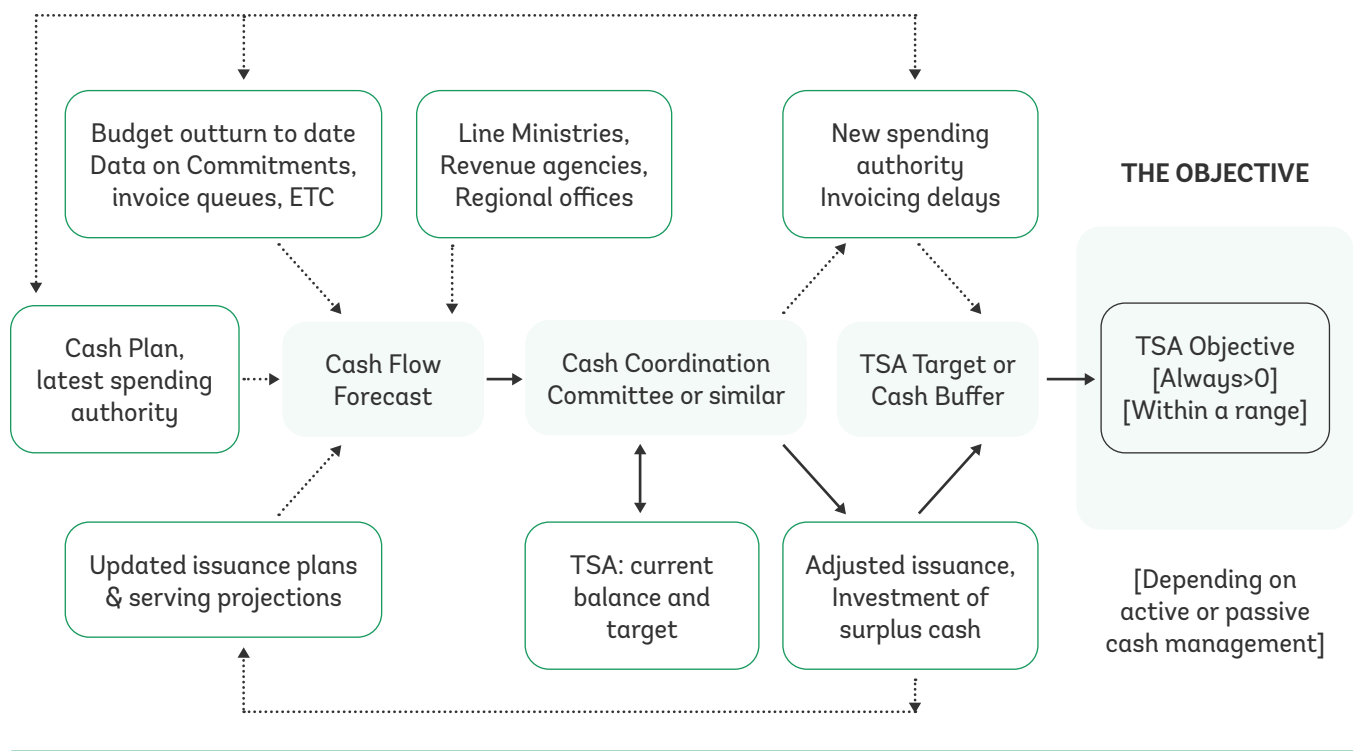 Budget outturn to date
Data on Commitments,
invoice queues, ETC
Line Ministries,
Revenue agencies,
Regional offices
New spending
authority
Invoicing delays
THE OBJECTIVE
Cash Plan,
latest spending
authority
Cash Flow
Forecast
Cash Coordination
Committee or similar
TSA Target or
Cash Buffer
TSA Objective
[Always>0]
[Within a range]
Updated issuance plans
& serving projections
TSA: current
balance and
target
Adjusted issuance,
Investment of
surplus cash
[Depending on
active or passive
cash management]